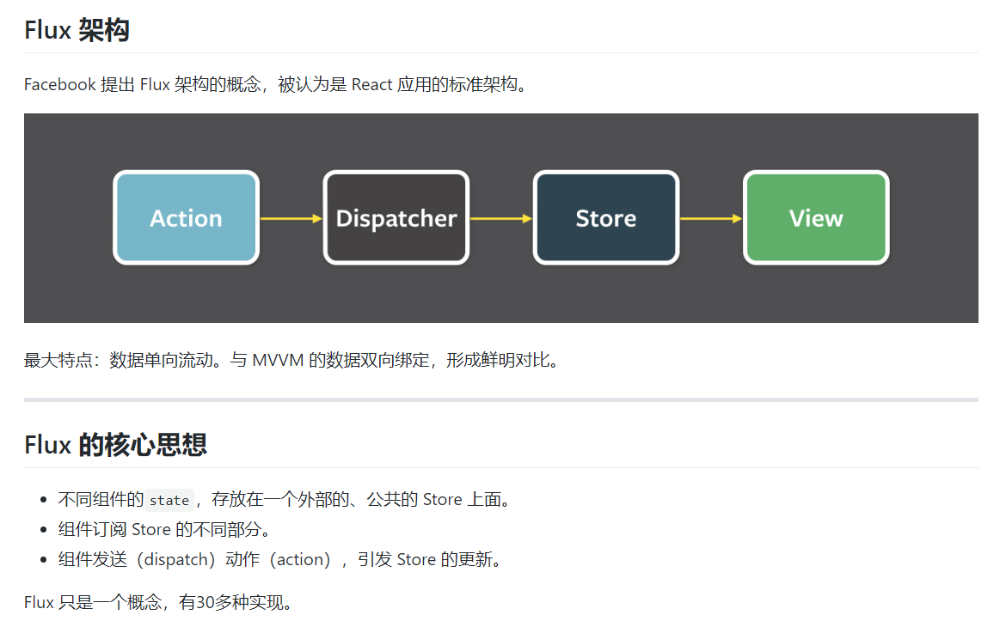 Flux 架构
Facebook 提出 Flux 架构的概念，被认为是 React 应用的标准架构。
Action
Dispatcher
Store
View
最大特点：数据单向流动。与 MVVM 的数据双向绑定，形成鲜明对比。
Flux 的核心思想
不同组件的 state ，存放在一个外部的、公共的 Store 上面。
组件订阅 Store 的不同部分。
组件发送（dispatch）动作（action），引发 Store 的更新。
Flux 只是一个概念，有30多种实现。